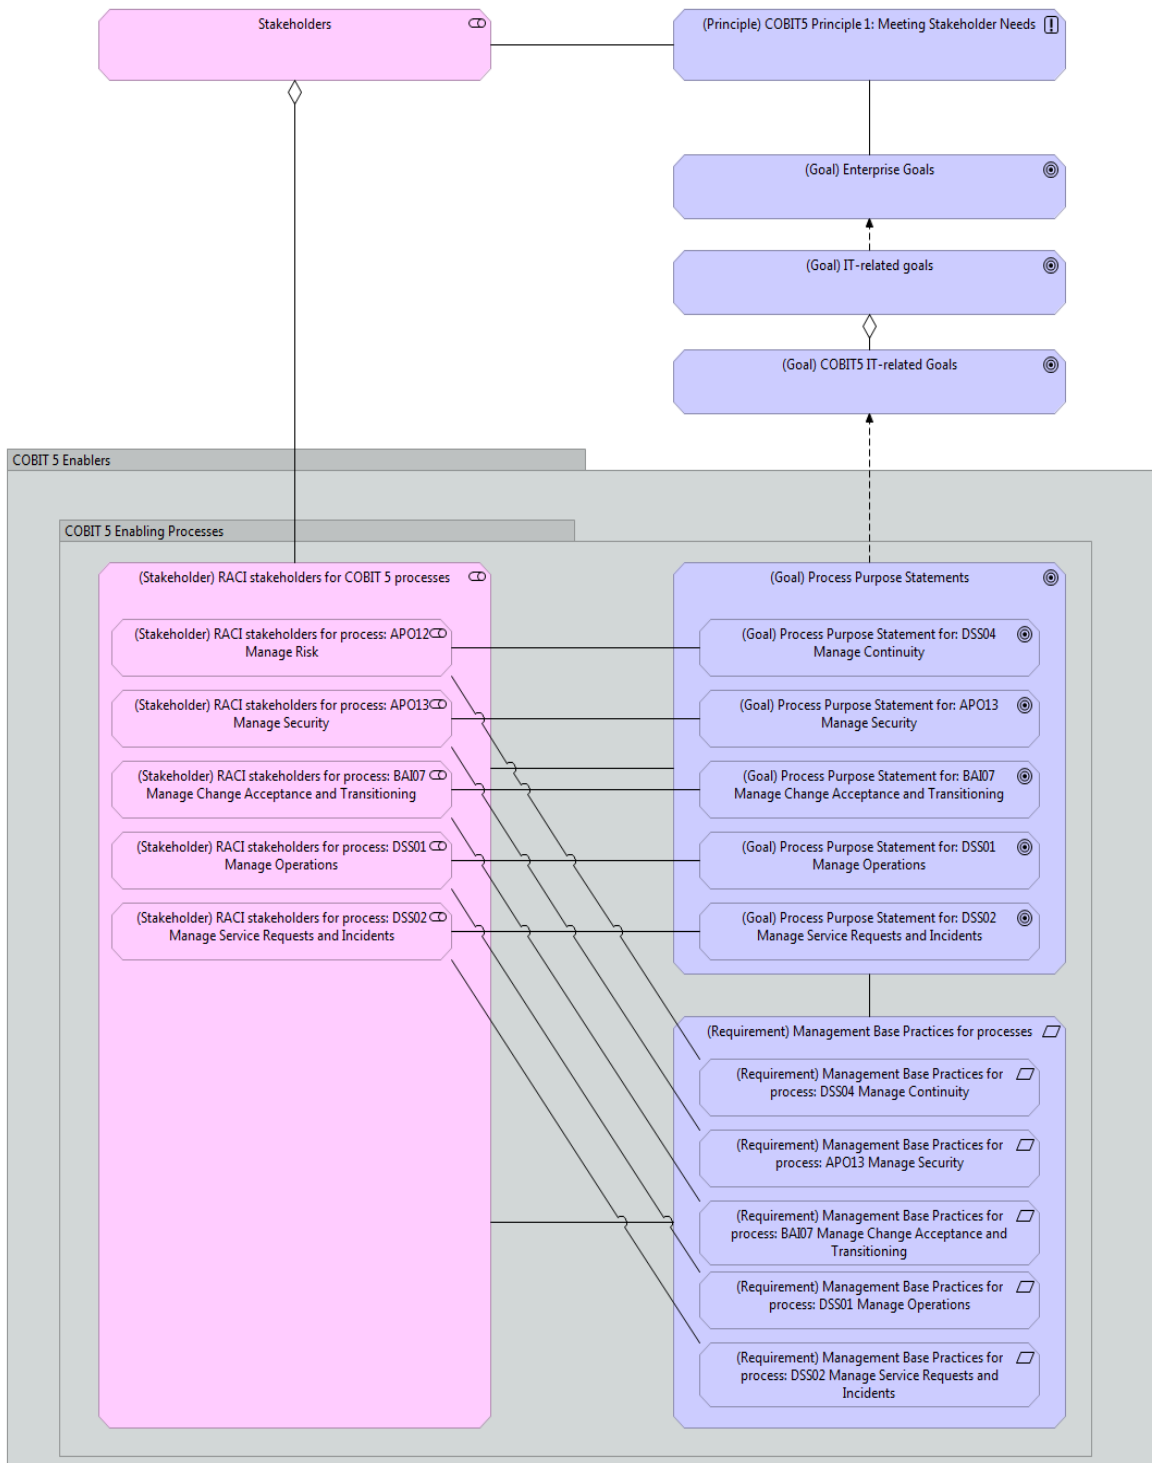 Stakeholders
(Principle) COBIT5 Principle 1: Meeting Stakeholder Needs
(Goal) Enterprise Goals
(Goal) IT-related goals
(Goal) COBIT5 IT-related Goals
COBIT 5 Enablers
COBIT 5 Enabling Processes
(Stakeholder) RACI stakeholders for COBIT 5 processes
(Stakeholder) RACI stakeholders for process: APO12
Manage Risk
(Stakeholder) RACI stakeholders for process: APO13
Manage Security
(Stakeholder) RACI stakeholders for process: BAI07
Manage Change Acceptance and Transitioning
(Stakeholder) RACI stakeholders for process: DSS01
Manage Operations
(Stakeholder) RACI stakeholders for process: DSS02
Manage Service Requests and Incidents
(Goal) Process Purpose Statements
(Goal) Process Purpose Statement for: DSS04
Manage Continuity
(Goal) Process Purpose Statement for: APO13
Manage Security
(Goal) Process Purpose Statement for: BAI07
Manage Change Acceptance and Transitioning
(Goal) Process Purpose Statement for: DSS01
Manage Operations
(Goal) Process Purpose Statement for: DSS02
Manage Service Requests and Incidents
(Requirement) Management Base Practices for processes
(Requirement) Management Base Practices for
process: DSS04 Manage Continuity
(Requirement) Management Base Practices for
process: APO13 Manage Security
(Requirement) Management Base Practices for
process: BAI07 Manage Change Acceptance and
Transitioning
(Requirement) Management Base Practices for
process: DSS01 Manage Operations
(Requirement) Management Base Practices for
process: DSS02 Manage Service Requests and
Incidents